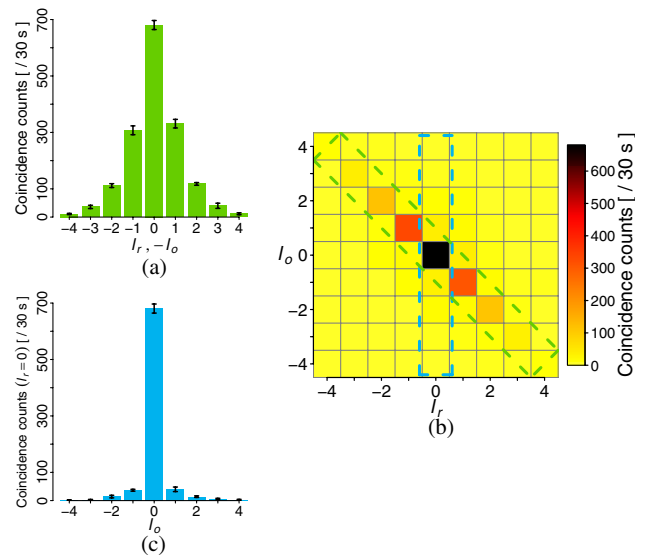 Coincidence counts [ / 30 s ]
700
500
300
100
0
−4 −3 −2 −1 0 1 2 3 4
l_r , −l_o
(a)
Coincidence counts (l_r = 0) [ / 30 s ]
700
500
300
100
0
−4 −2 0 2 4
l_o
(c)
l_o
4
2
0
−2
−4
−4 −2 0 2 4
l_r
(b)
600
500
400
300
200
100
0
Coincidence counts [ / 30 s ]